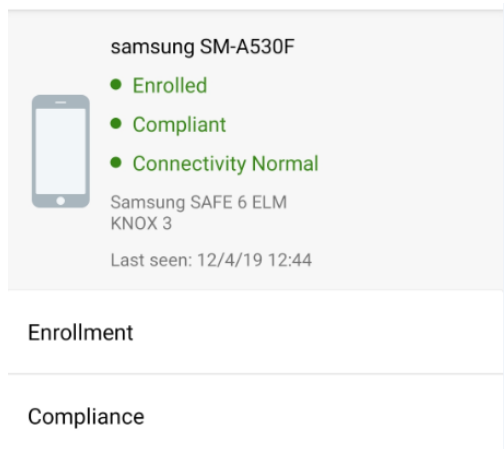 samsung SM-A530F
Enrolled
Compliant
Connectivity Normal
Samsung SAFE 6 ELM
KNOX 3
Last seen: 12/4/19 12:44
Enrollment
Compliance